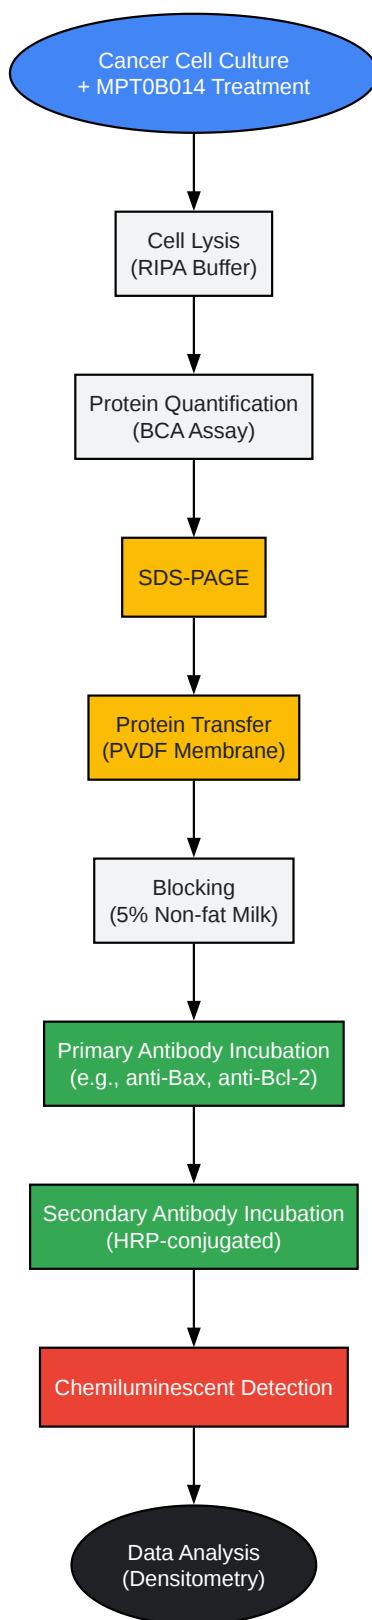 Cancer Cell Culture
+ MPT0B014 Treatment
Cell Lysis
(RIPA Buffer)
Protein Quantification
(BCA Assay)
SDS-PAGE
Protein Transfer
(PVDF Membrane)
Blocking
(5% Non-fat Milk)
Primary Antibody Incubation
(e.g., anti-Bax, anti-Bcl-2)
Secondary Antibody Incubation
(HRP-conjugated)
Chemiluminescent Detection
Data Analysis
(Densitometry)